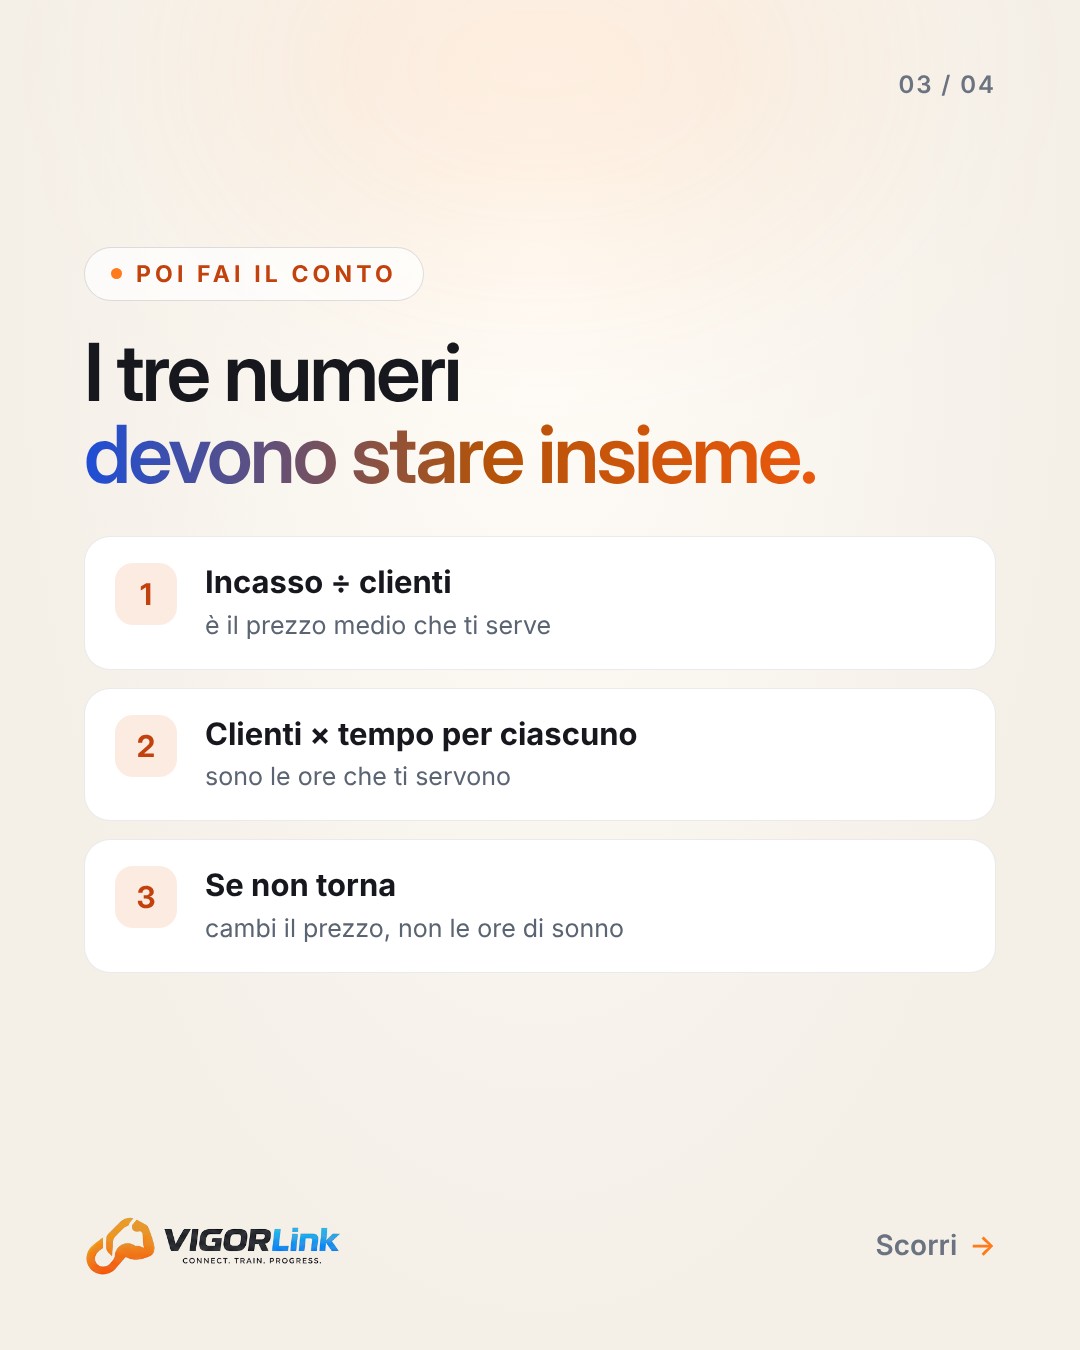 03 / 04
POI FAI IL CONTO
I tre numeri
devono stare insieme.
1
Incasso ÷ clienti
è il prezzo medio che ti serve
2
Clienti × tempo per ciascuno
sono le ore che ti servono
3
Se non torna
cambi il prezzo, non le ore di sonno
VIGORLink
CONNECT. TRAIN. PROGRESS.
Scorri →